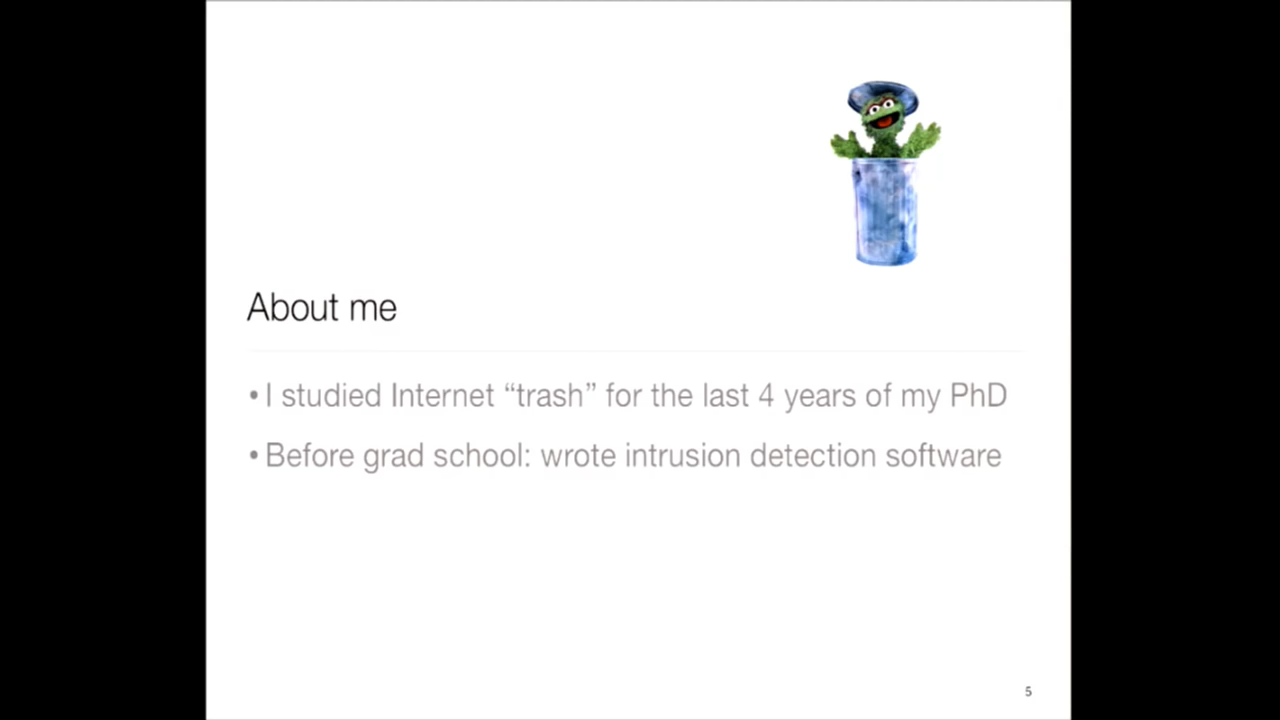 About me
• I studied Internet “trash” for the last 4 years of my PhD
• Before grad school: wrote intrusion detection software
5